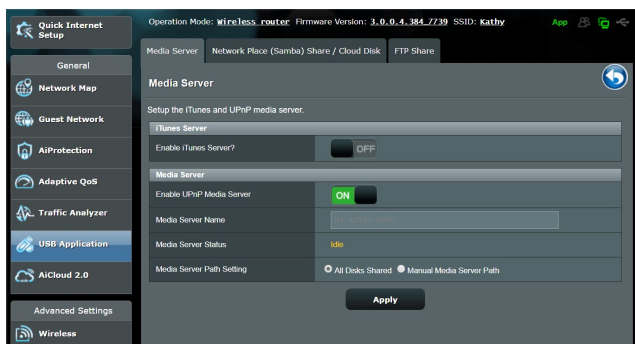 Quick Internet
Setup
Operation Mode: Wireless router Firmware Version: 3.0.0.4.384_7739 SSID: Kathy App
Media Server Network Place (Samba) Share / Cloud Disk FTP Share
General
Network Map
Guest Network
AiProtection
Adaptive QoS
Traffic Analyzer
USB Application
AiCloud 2.0
Advanced Settings
Wireless
Media Server
Setup the iTunes and UPnP media server.
iTunes Server
Enable iTunes Server? OFF
Media Server
Enable UPnP Media Server ON
Media Server Name
Media Server Status Idle
Media Server Path Setting All Disks Shared Manual Media Server Path
Apply